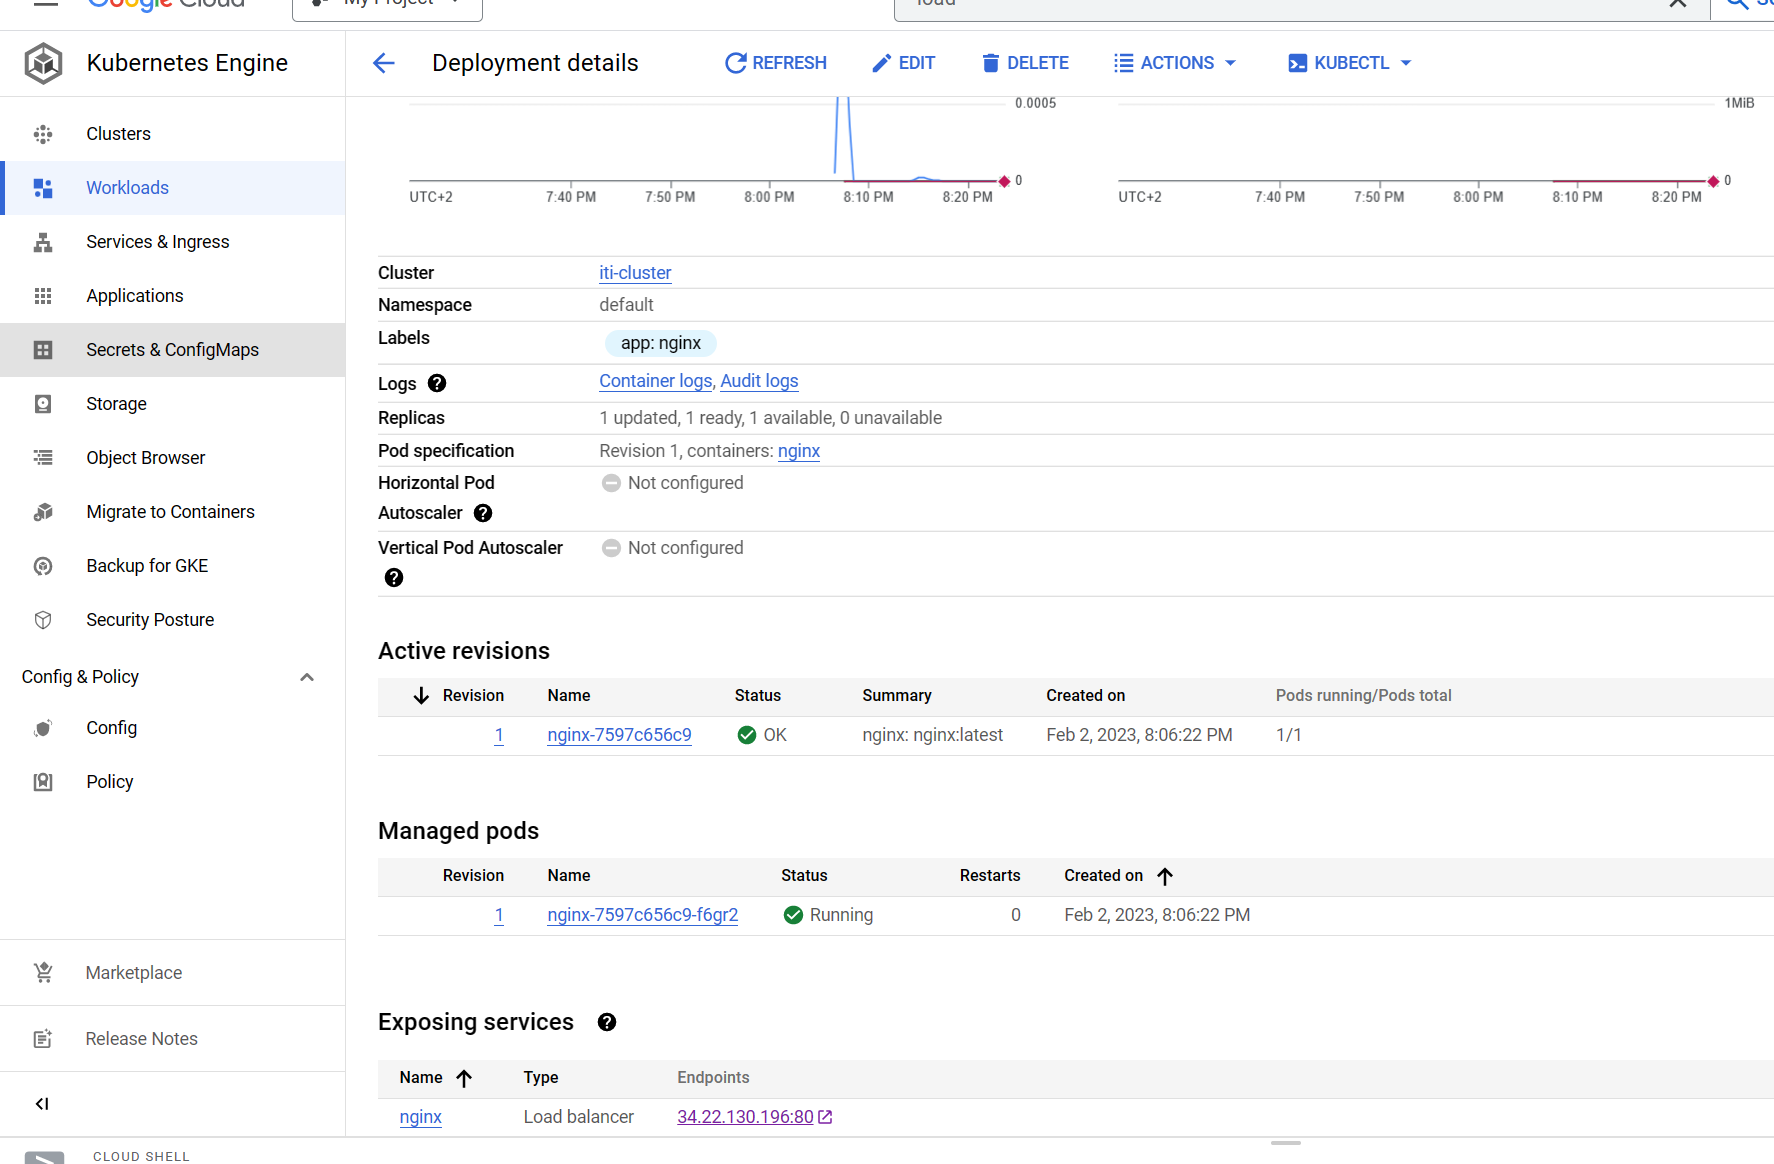 Google Cloud
My Project
load
Kubernetes Engine
Deployment details
REFRESH
EDIT
DELETE
ACTIONS
KUBECTL
Clusters
Workloads
Services & Ingress
Applications
Secrets & ConfigMaps
Storage
Object Browser
Migrate to Containers
Backup for GKE
Security Posture
Config & Policy
Config
Policy
Marketplace
Release Notes
0.0005
0
UTC+2 7:40 PM 7:50 PM 8:00 PM 8:10 PM 8:20 PM
1MiB
0
UTC+2 7:40 PM 7:50 PM 8:00 PM 8:10 PM 8:20 PM
Cluster iti-cluster
Namespace default
Labels app: nginx
Logs Container logs, Audit logs
Replicas 1 updated, 1 ready, 1 available, 0 unavailable
Pod specification Revision 1, containers: nginx
Horizontal Pod Not configured
Autoscaler
Vertical Pod Autoscaler Not configured
Active revisions
Revision Name Status Summary Created on Pods running/Pods total
1 nginx-7597c656c9 OK nginx: nginx:latest Feb 2, 2023, 8:06:22 PM 1/1
Managed pods
Revision Name Status Restarts Created on
1 nginx-7597c656c9-f6gr2 Running 0 Feb 2, 2023, 8:06:22 PM
Exposing services
Name Type Endpoints
nginx Load balancer 34.22.130.196:80
CLOUD SHELL